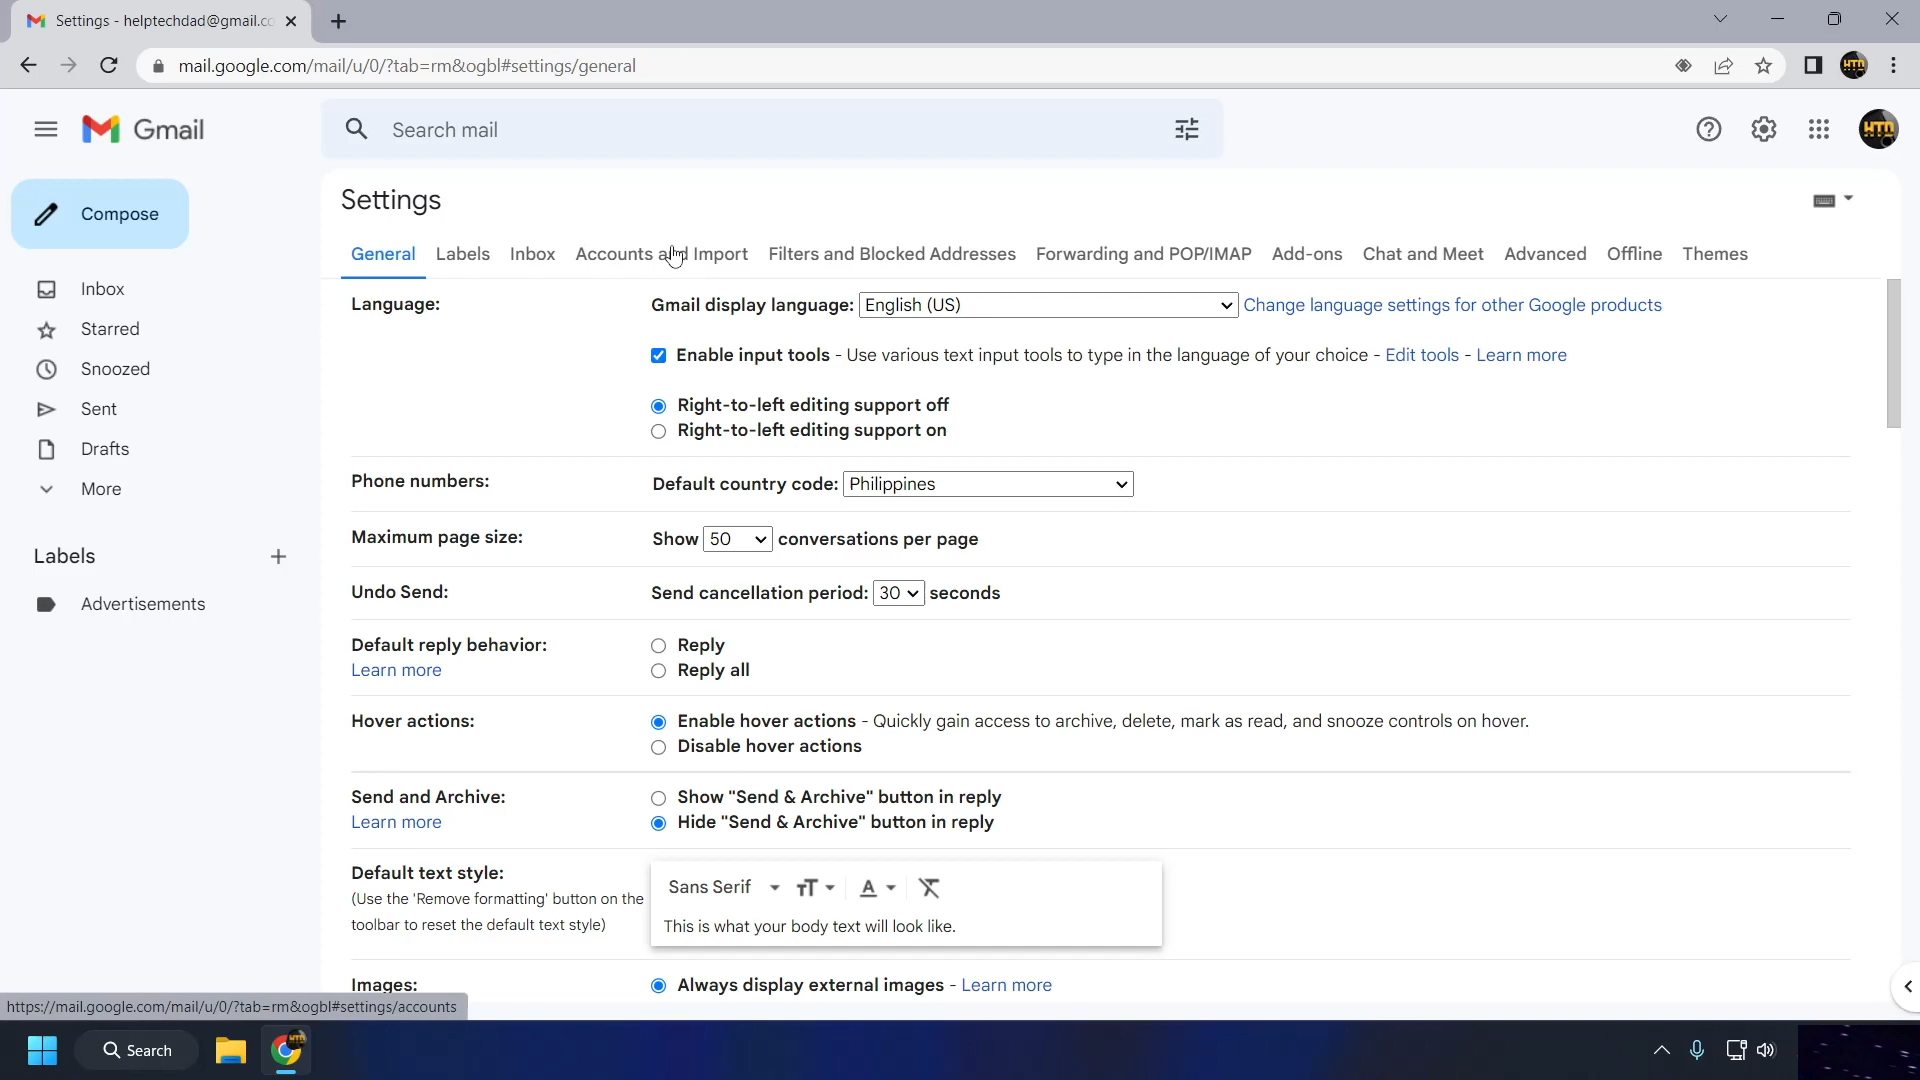 Settings - helptechdad@gmail.co
mail.google.com/mail/u/0/?tab=rm&ogbl#settings/general
HTD
Gmail
Search mail
HTD
Compose
Inbox
Starred
Snoozed
Sent
Drafts
More
Labels
Advertisements
Settings
General Labels Inbox Accounts and Import Filters and Blocked Addresses Forwarding and POP/IMAP Add-ons Chat and Meet Advanced Offline Themes
Language: Gmail display language: English (US) Change language settings for other Google products
Enable input tools - Use various text input tools to type in the language of your choice - Edit tools - Learn more
Right-to-left editing support off
Right-to-left editing support on
Phone numbers: Default country code: Philippines
Maximum page size: Show 50 conversations per page
Undo Send: Send cancellation period: 30 seconds
Default reply behavior: Reply
Learn more Reply all
Hover actions: Enable hover actions - Quickly gain access to archive, delete, mark as read, and snooze controls on hover.
Disable hover actions
Send and Archive: Show "Send & Archive" button in reply
Learn more Hide "Send & Archive" button in reply
Default text style: Sans Serif
(Use the 'Remove formatting' button on the
toolbar to reset the default text style)
This is what your body text will look like.
Images: Always display external images - Learn more
https://mail.google.com/mail/u/0/?tab=rm&ogbl#settings/accounts
Search